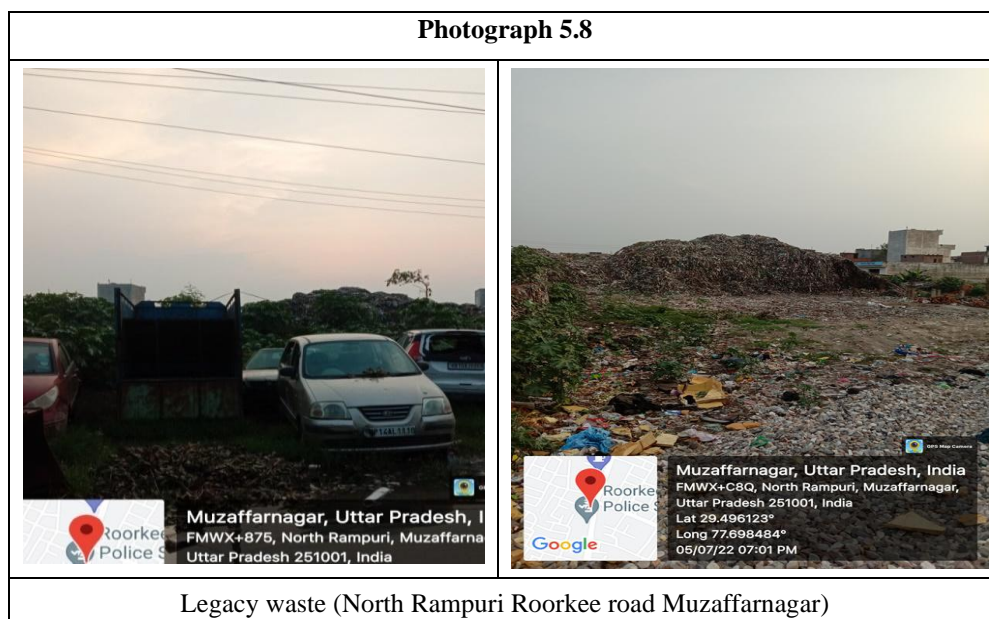 Photograph 5.8
Muzaffarnagar, Uttar Pradesh, I
FMWX+875, North Rampuri, Muzaffarna
Uttar Pradesh 251001, India
Roorkee
Police S
Muzaffarnagar, Uttar Pradesh, India
FMWX+C8Q, North Rampuri, Muzaffarnagar,
Uttar Pradesh 251001, India
Lat 29.496123°
Long 77.698484°
05/07/22 07:01 PM
GPS Map Camera
Roorkee
Police S
Google
Legacy waste (North Rampuri Roorkee road Muzaffarnagar)